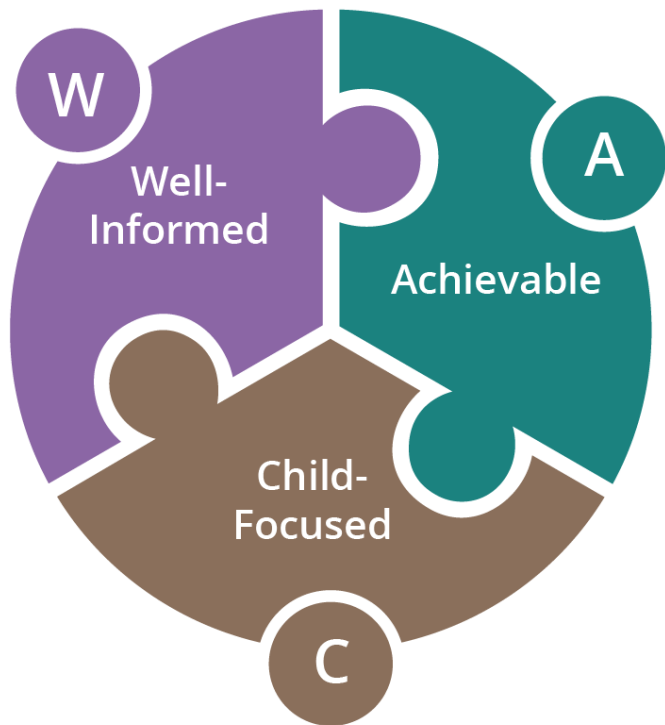 W
Well-
Informed
A
Achievable
Child-
Focused
C